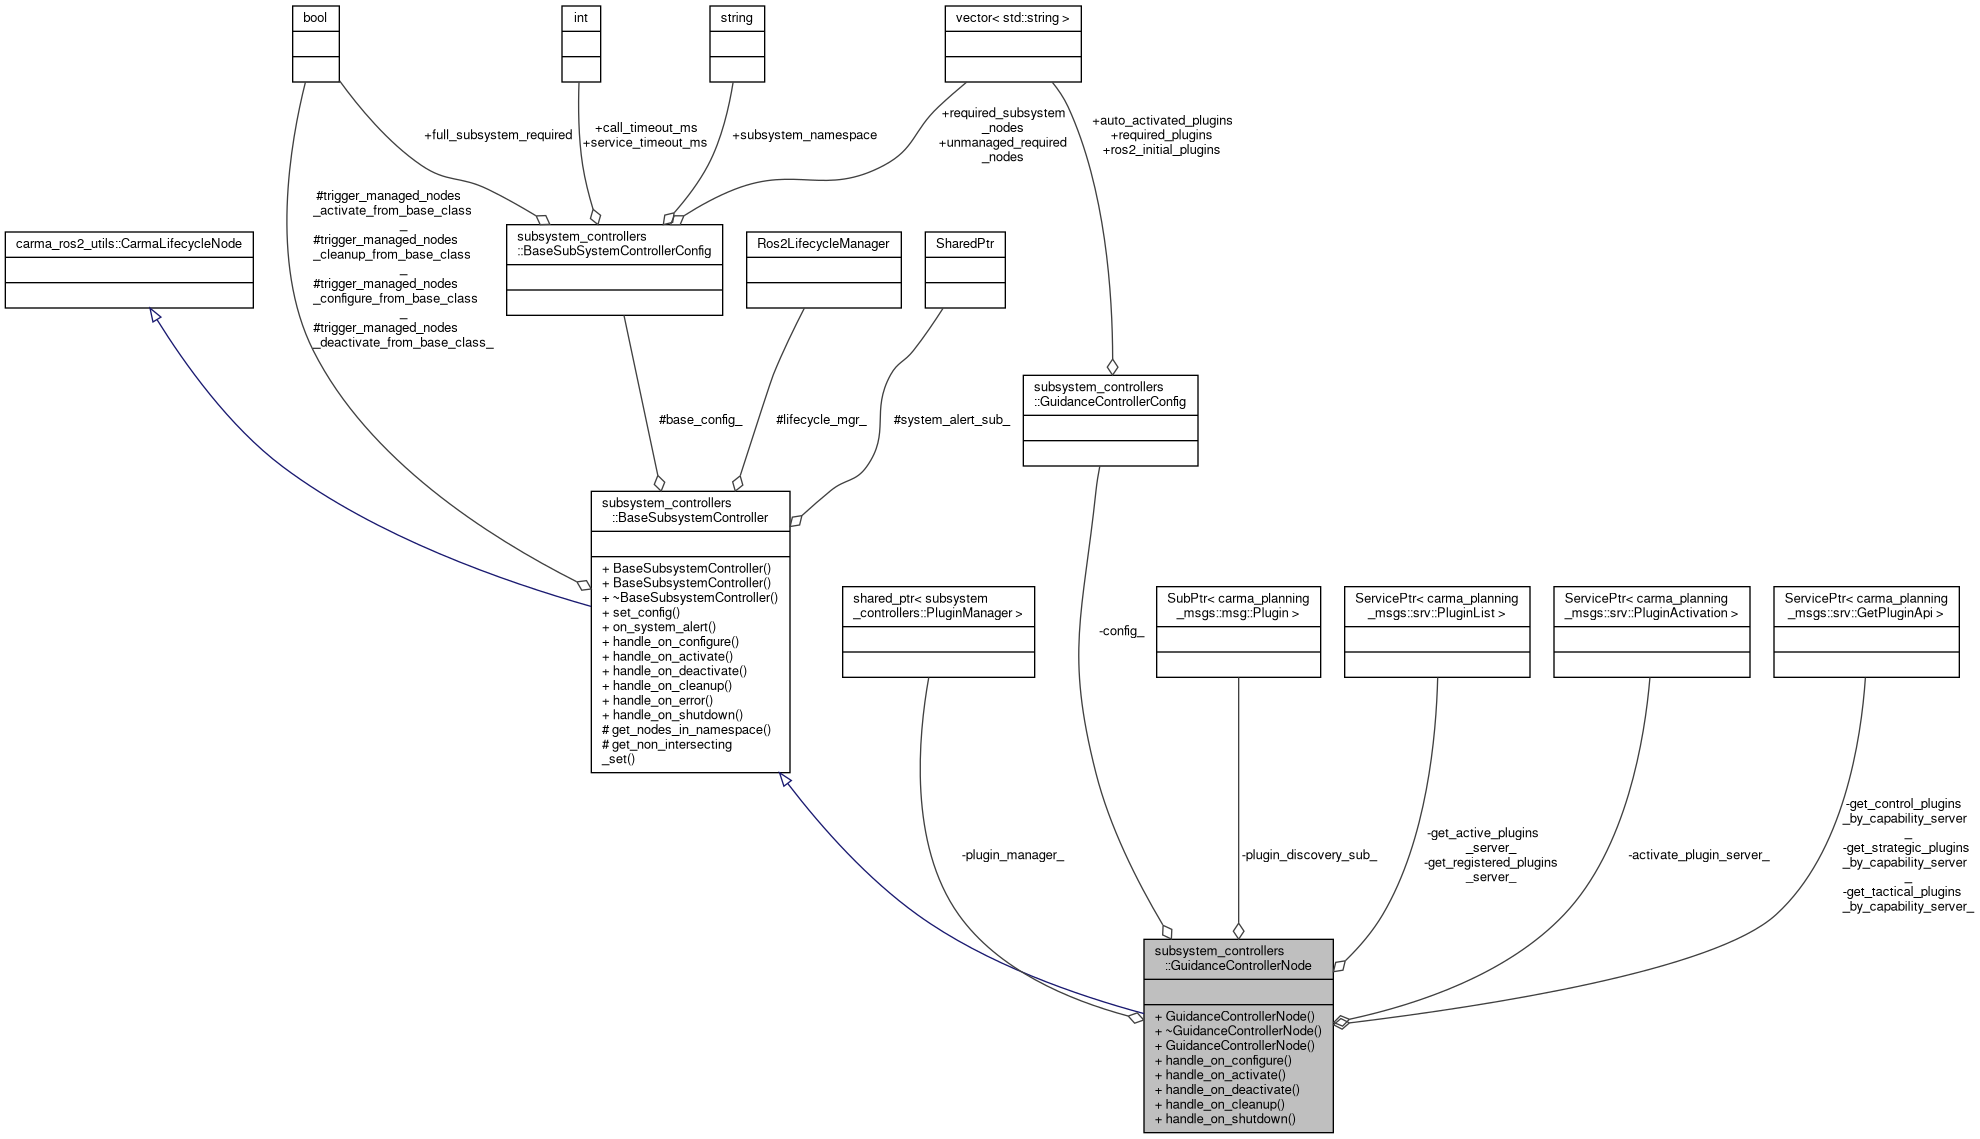 bool
int
string
vector< std::string >
+full_subsystem_required
+call_timeout_ms
+service_timeout_ms
+subsystem_namespace
+required_subsystem
_nodes
+unmanaged_required
_nodes
+auto_activated_plugins
+required_plugins
+ros2_initial_plugins
#trigger_managed_nodes
_activate_from_base_class
_
#trigger_managed_nodes
_cleanup_from_base_class
_
#trigger_managed_nodes
_configure_from_base_class
_
#trigger_managed_nodes
_deactivate_from_base_class_
carma_ros2_utils::CarmaLifecycleNode
subsystem_controllers
::BaseSubSystemControllerConfig
Ros2LifecycleManager
SharedPtr
subsystem_controllers
::GuidanceControllerConfig
#base_config_
#lifecycle_mgr_
#system_alert_sub_
subsystem_controllers
::BaseSubsystemController
+ BaseSubsystemController()
+ BaseSubsystemController()
+ ~BaseSubsystemController()
+ set_config()
+ on_system_alert()
+ handle_on_configure()
+ handle_on_activate()
+ handle_on_deactivate()
+ handle_on_cleanup()
+ handle_on_error()
+ handle_on_shutdown()
# get_nodes_in_namespace()
# get_non_intersecting
_set()
shared_ptr< subsystem
_controllers::PluginManager >
-config_
SubPtr< carma_planning
_msgs::msg::Plugin >
ServicePtr< carma_planning
_msgs::srv::PluginList >
ServicePtr< carma_planning
_msgs::srv::PluginActivation >
ServicePtr< carma_planning
_msgs::srv::GetPluginApi >
-plugin_manager_
-plugin_discovery_sub_
-get_active_plugins
_server_
-get_registered_plugins
_server_
-activate_plugin_server_
-get_control_plugins
_by_capability_server
_
-get_strategic_plugins
_by_capability_server
_
-get_tactical_plugins
_by_capability_server_
subsystem_controllers
::GuidanceControllerNode
+ GuidanceControllerNode()
+ ~GuidanceControllerNode()
+ GuidanceControllerNode()
+ handle_on_configure()
+ handle_on_activate()
+ handle_on_deactivate()
+ handle_on_cleanup()
+ handle_on_shutdown()